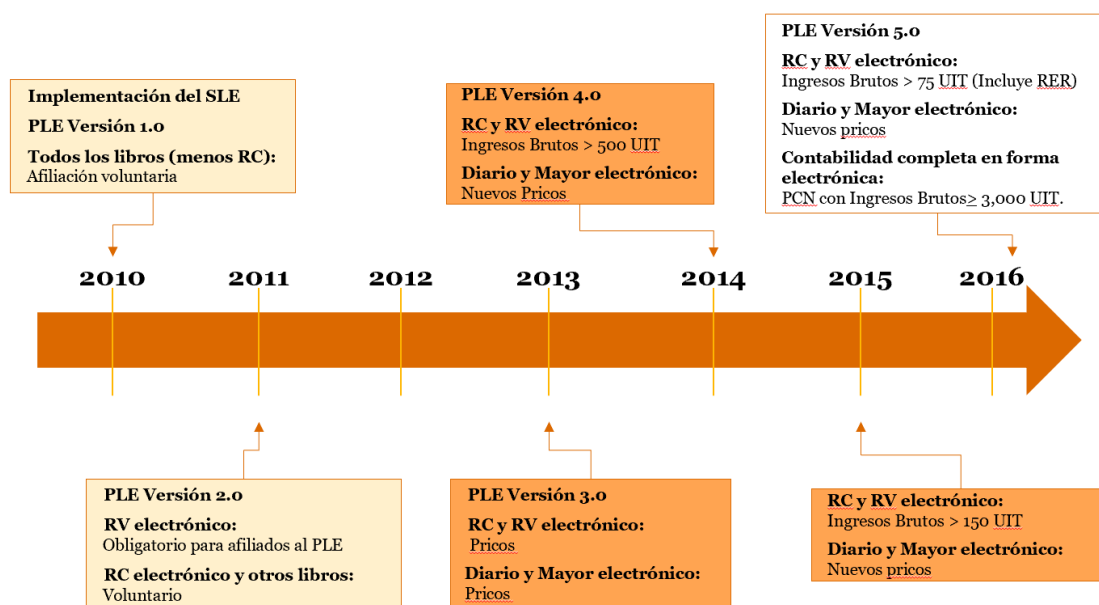 Implementación del SLE
PLE Versión 1.0
Todos los libros (menos RC):
Afiliación voluntaria
PLE Versión 4.0
RC y RV electrónico:
Ingresos Brutos > 500 UIT
Diario y Mayor electrónico:
Nuevos Pricos
PLE Versión 5.0
RC y RV electrónico:
Ingresos Brutos > 75 UIT (Incluye RER)
Diario y Mayor electrónico:
Nuevos pricos
Contabilidad completa en forma
electrónica:
PCN con Ingresos Brutos≥ 3,000 UIT.
2010
2011
2012
2013
2014
2015
2016
PLE Versión 2.0
RV electrónico:
Obligatorio para afiliados al PLE
RC electrónico y otros libros:
Voluntario
PLE Versión 3.0
RC y RV electrónico:
Pricos
Diario y Mayor electrónico:
Pricos
RC y RV electrónico:
Ingresos Brutos > 150 UIT
Diario y Mayor electrónico:
Nuevos pricos